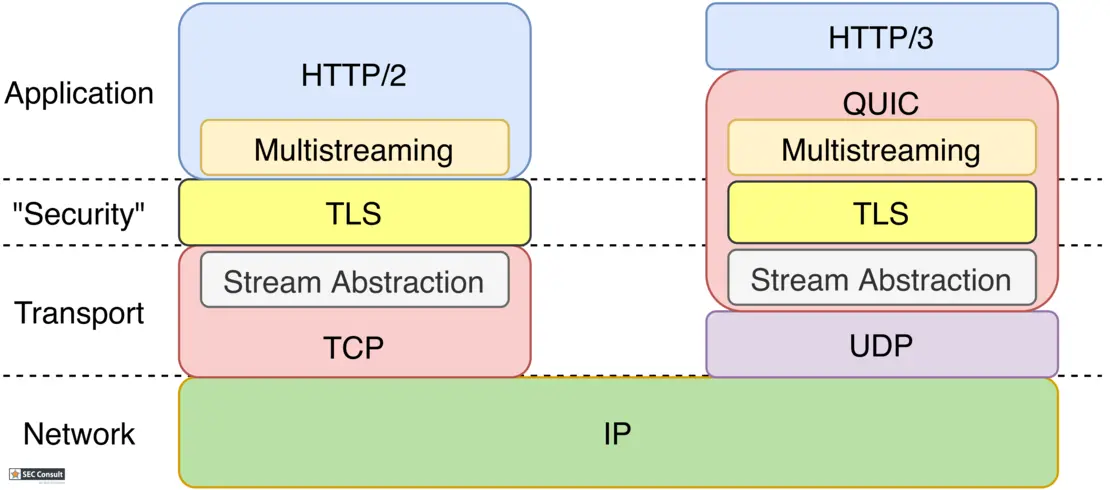 HTTP/2
HTTP/3
Application
QUIC
Multistreaming
Multistreaming
"Security"
TLS
TLS
Stream Abstraction
Stream Abstraction
Transport
TCP
UDP
Network
IP
SEC Consult